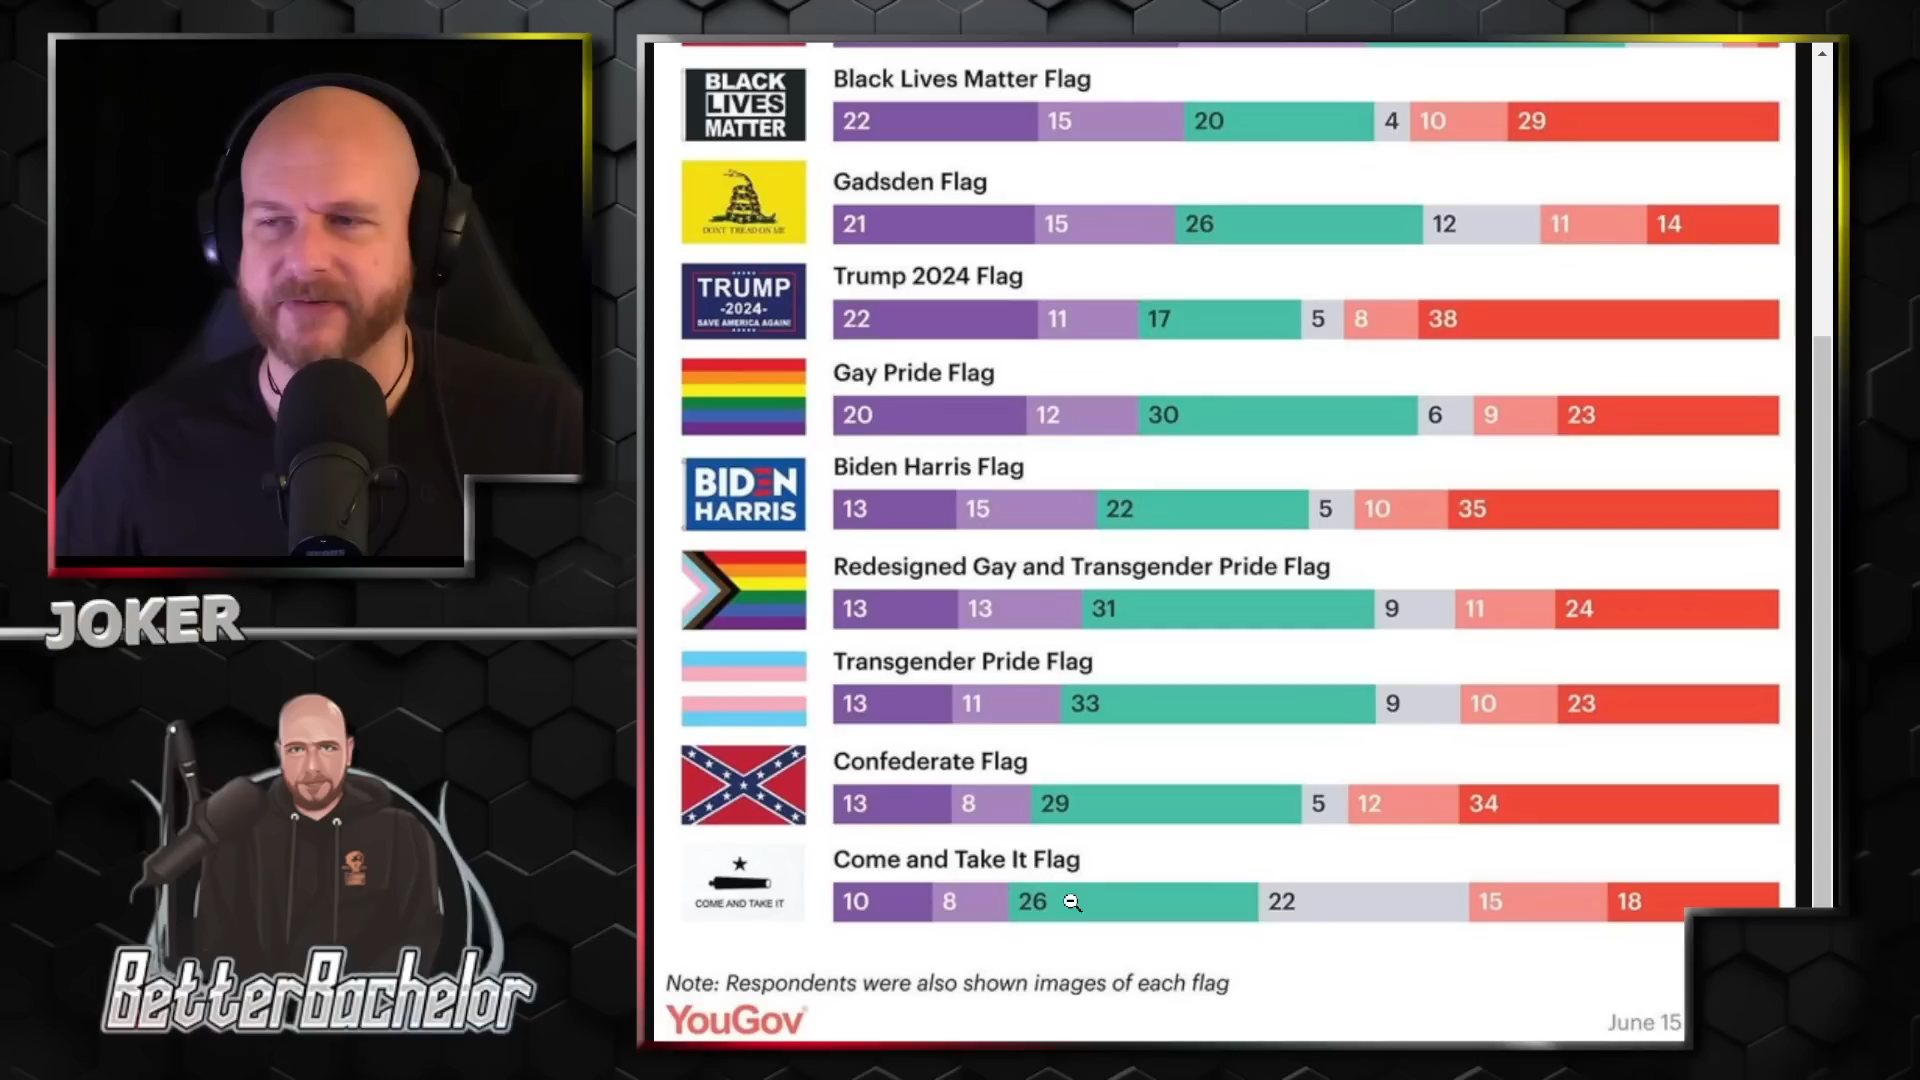 BLACK
LIVES
MATTER
Black Lives Matter Flag
22 15 20 4 10 29
DONT TREAD ON ME
Gadsden Flag
21 15 26 12 11 14
TRUMP
-2024-
SAVE AMERICA AGAIN!
Trump 2024 Flag
22 11 17 5 8 38
Gay Pride Flag
20 12 30 6 9 23
BIDEN
HARRIS
Biden Harris Flag
13 15 22 5 10 35
Redesigned Gay and Transgender Pride Flag
13 13 31 9 11 24
Transgender Pride Flag
13 11 33 9 10 23
Confederate Flag
13 8 29 5 12 34
COME AND TAKE IT
Come and Take It Flag
10 8 26 22 15 18
Note: Respondents were also shown images of each flag
YouGov
June 15
JOKER
BetterBachelor